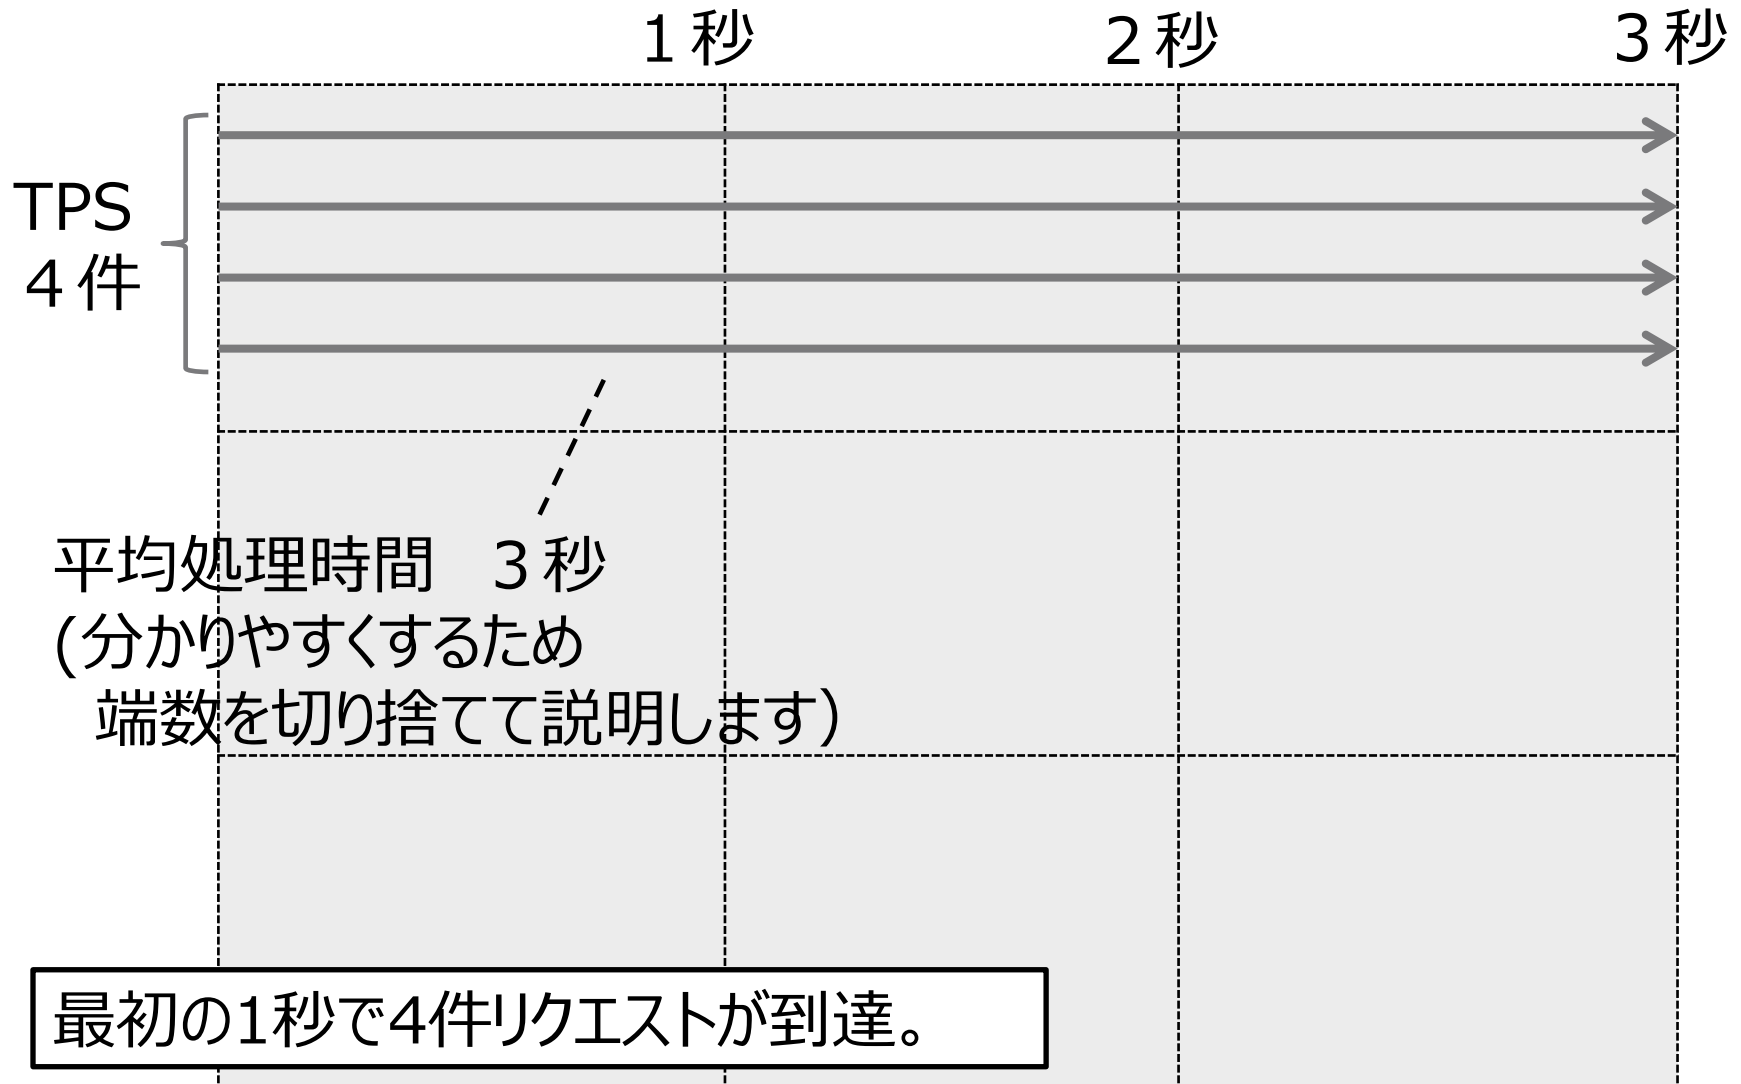 1秒 2秒 3秒
TPS
4件
平均処理時間 3秒
(分かりやすくするため
端数を切り捨てて説明します)
最初の1秒で4件リクエストが到達。